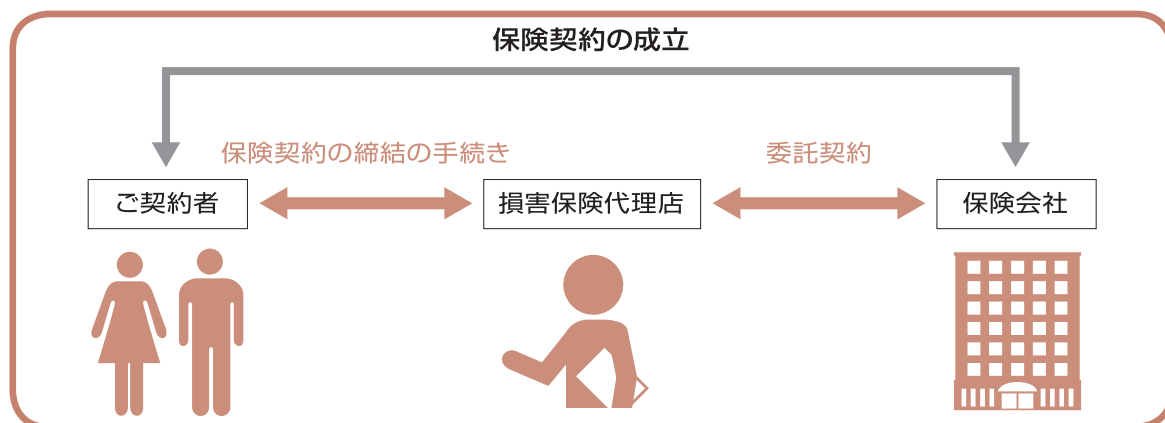 保険契約の成立
保険契約の締結の手続き
委託契約
ご契約者
損害保険代理店
保険会社